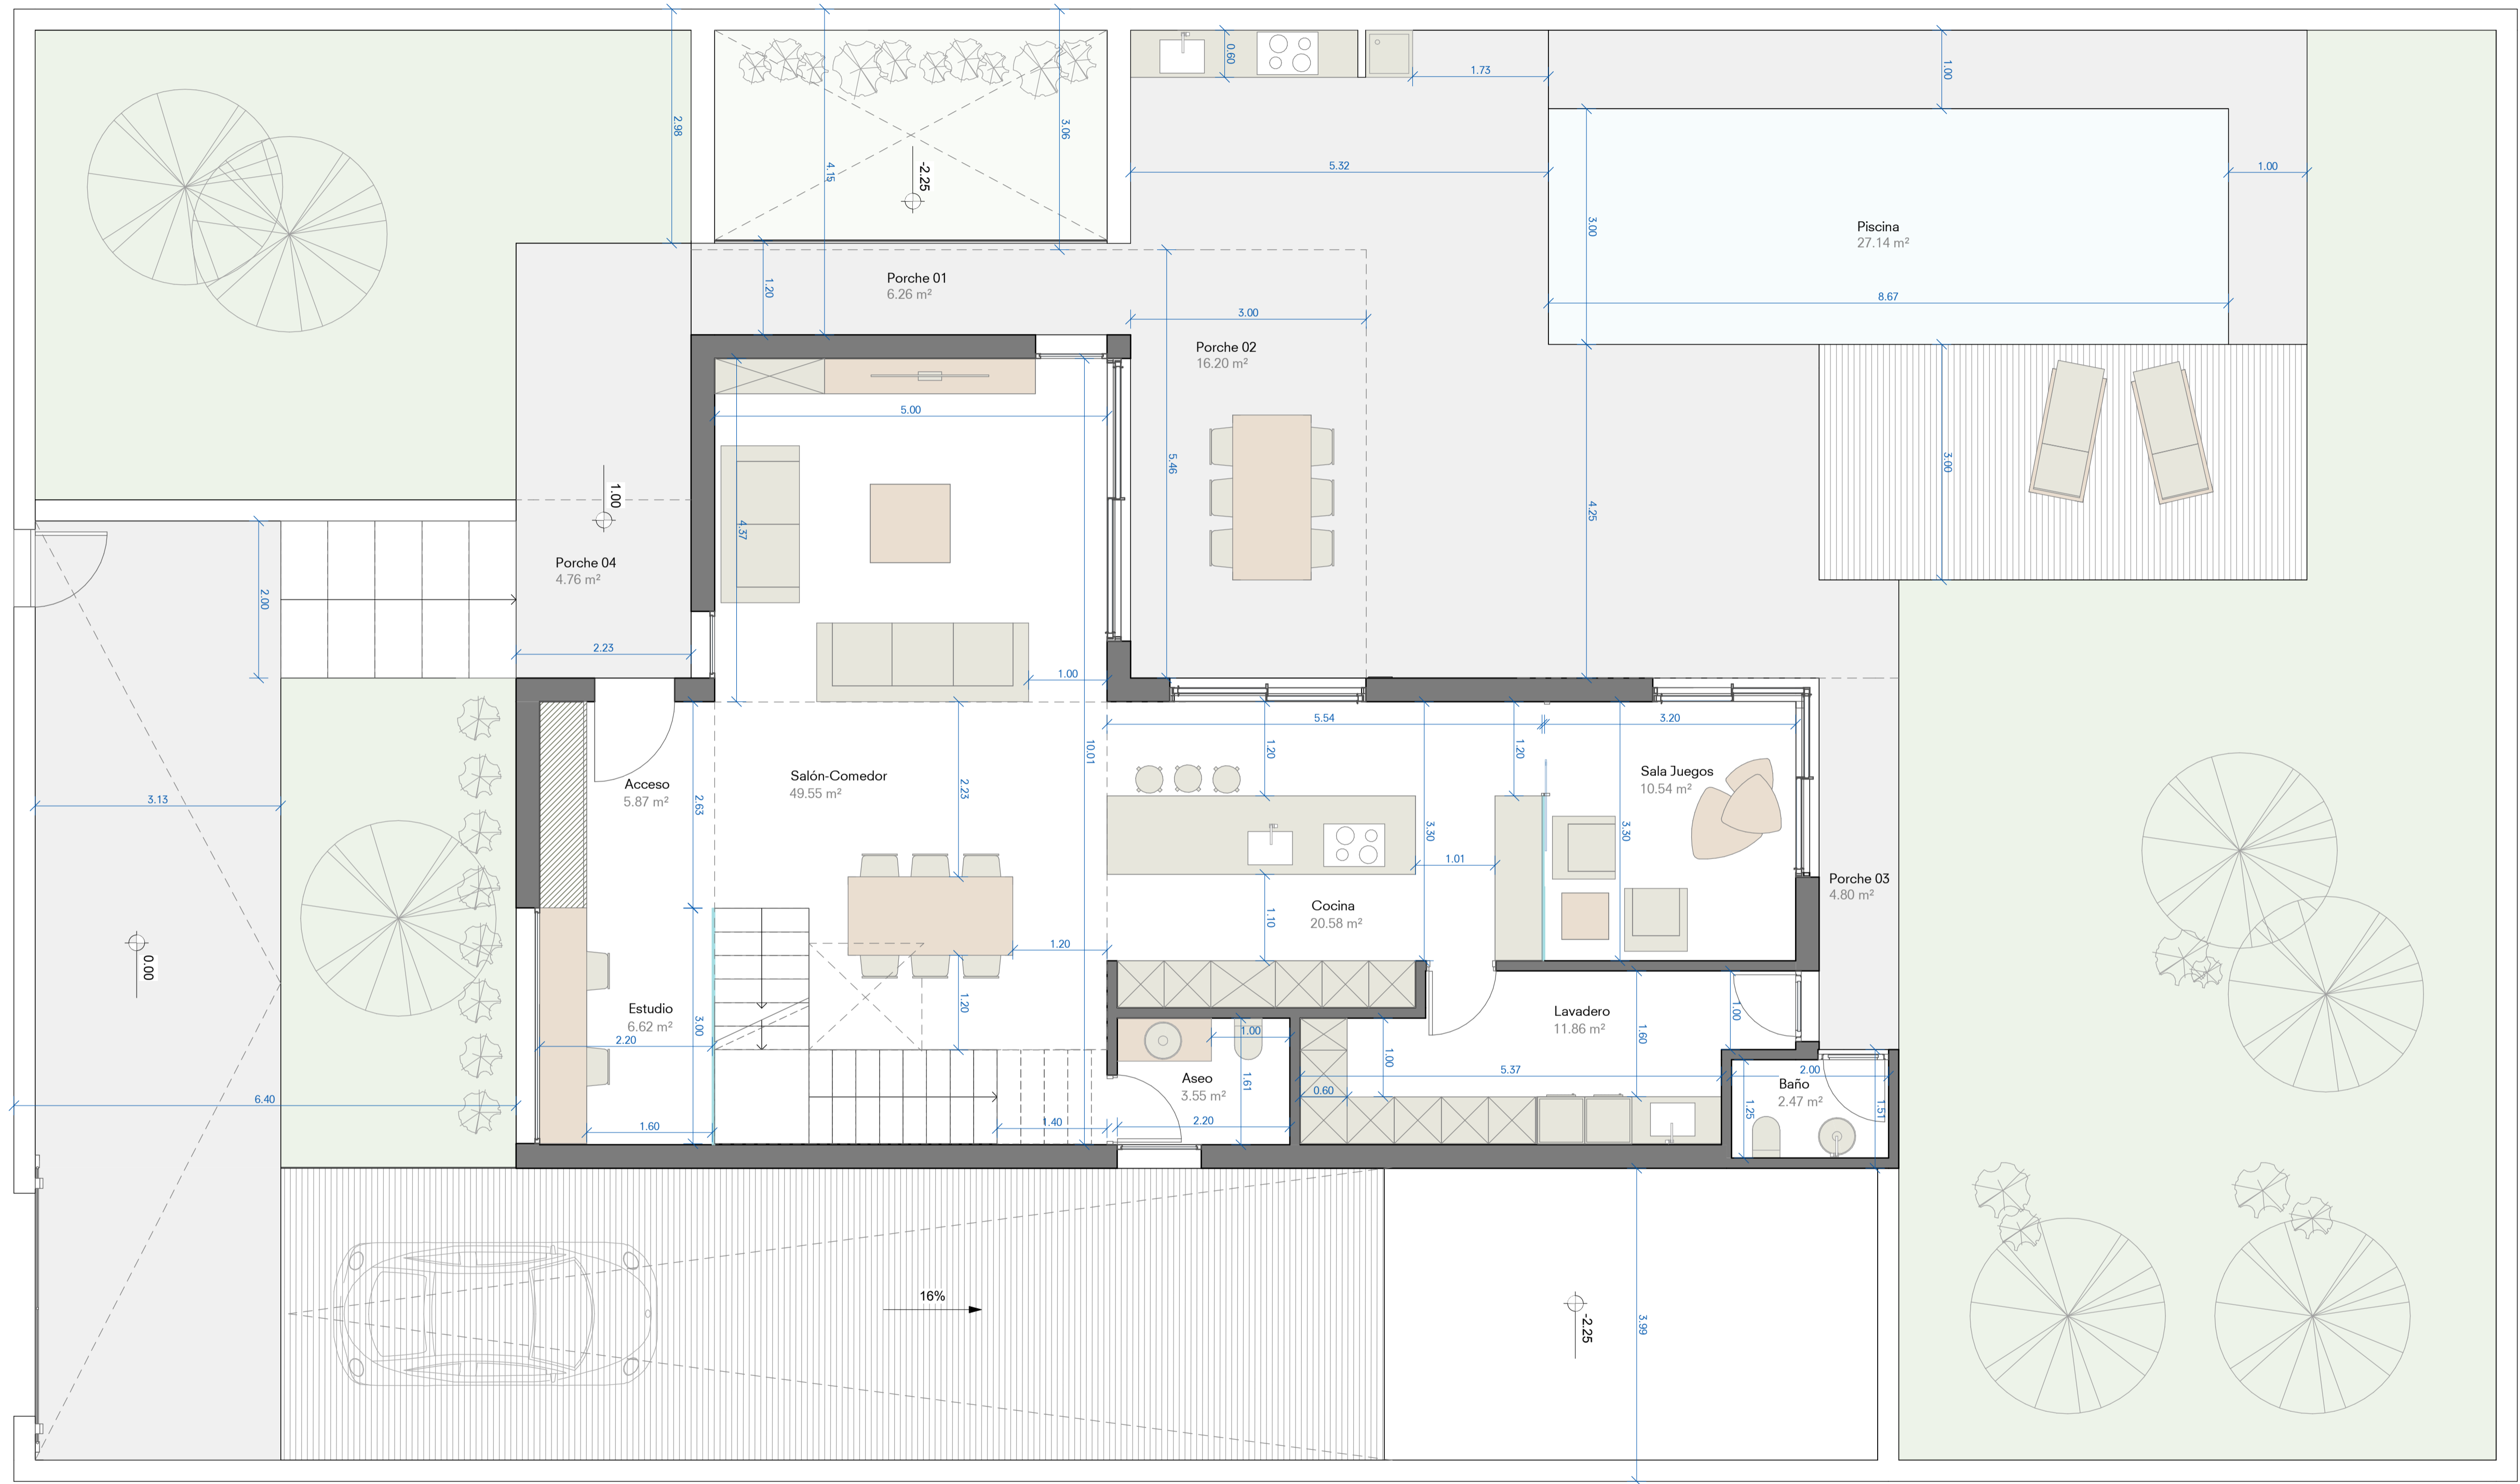 0.60
1.73
1.00
2.98
4.15
3.06
-2.25
5.32
1.00
3.00
Piscina
27.14 m²
Porche 01
6.26 m²
1.20
8.67
3.00
Porche 02
16.20 m²
5.00
5.46
4.25
3.00
1.00
4.37
Porche 04
4.76 m²
2.00
2.23
1.00
5.54
3.20
1.20
1.20
10.01
Acceso
5.87 m²
Salón-Comedor
49.55 m²
Sala Juegos
10.54 m²
3.13
2.63
2.23
3.30
3.30
1.01
Porche 03
4.80 m²
Cocina
20.58 m²
1.10
1.20
0.00
Estudio
6.62 m²
3.00
1.20
Lavadero
11.86 m²
1.00
1.60
1.00
2.20
1.00
Aseo
3.55 m²
1.61
5.37
2.00
Baño
2.47 m²
0.60
1.25
1.51
6.40
1.60
1.40
2.20
16%
-2.25
3.99